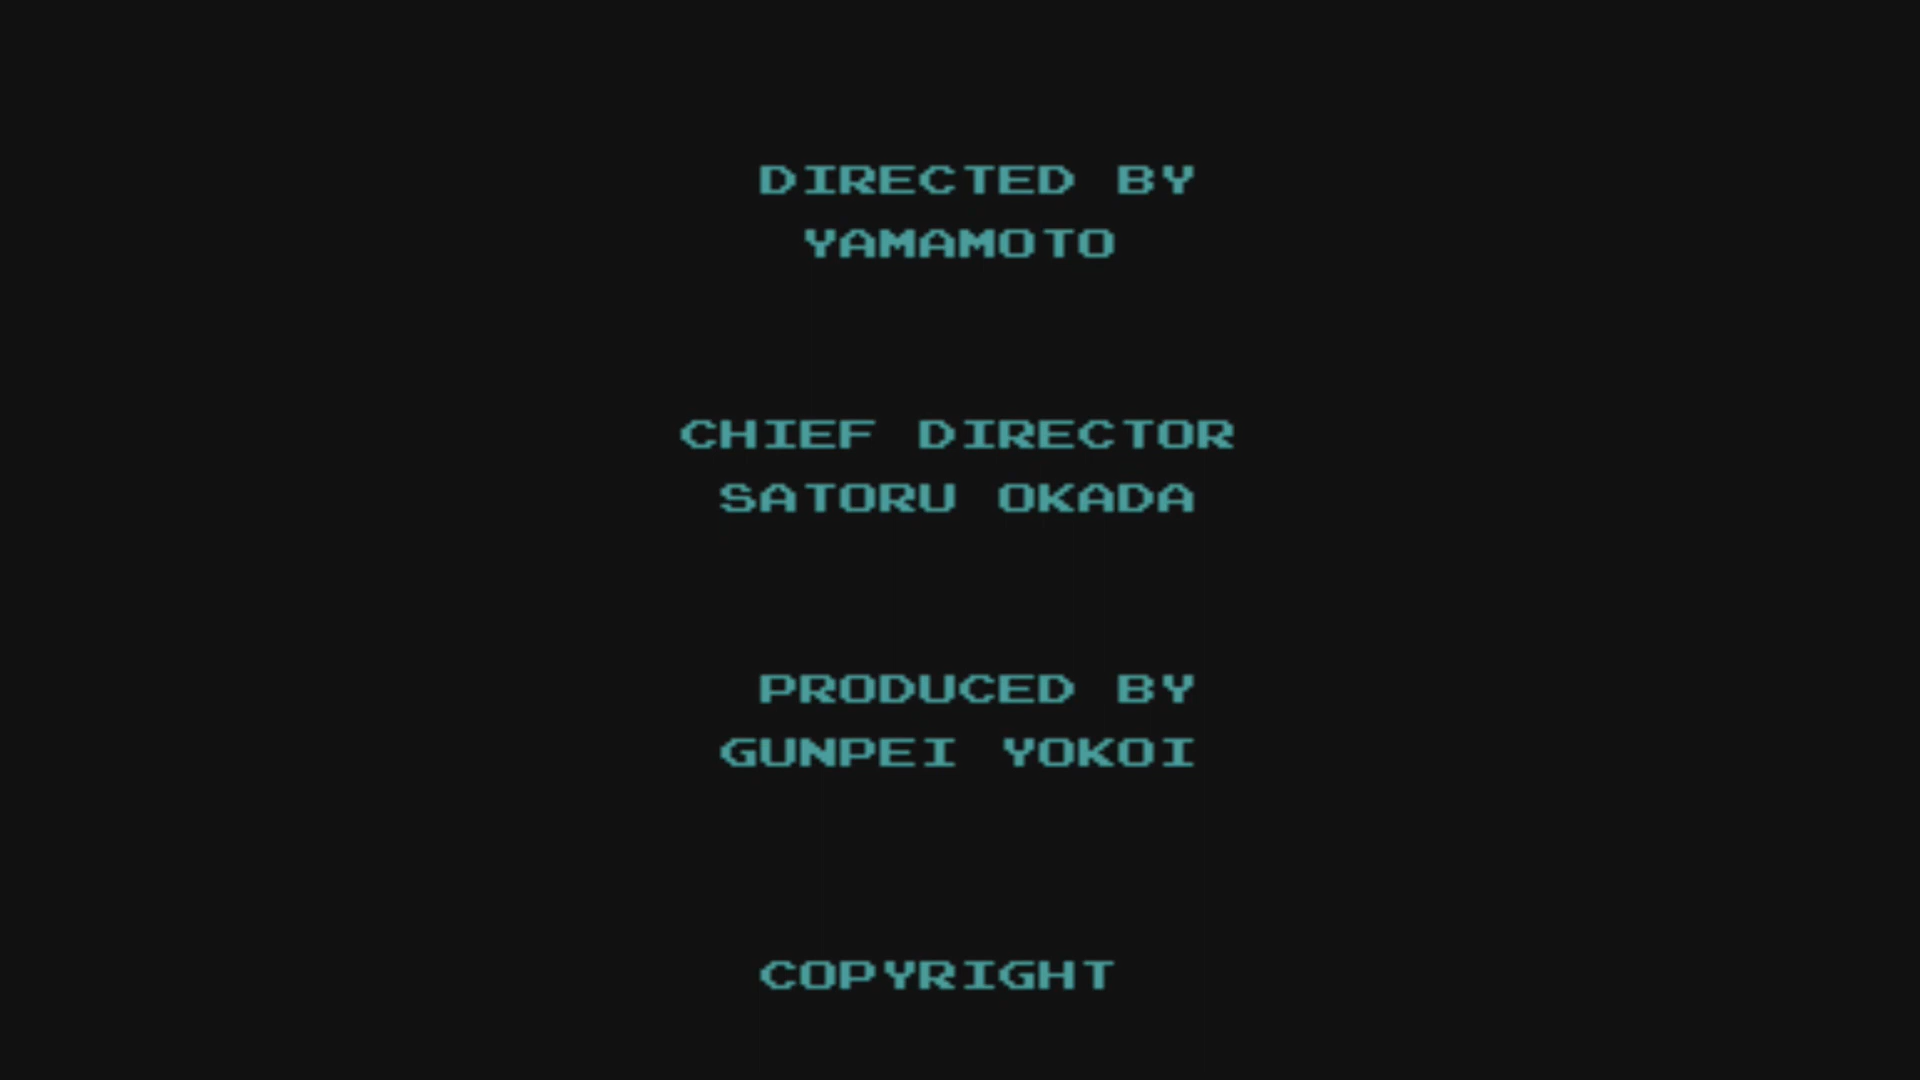 DIRECTED BY
YAMAMOTO
CHIEF DIRECTOR
SATORU OKADA
PRODUCED BY
GUNPEI YOKOI
COPYRIGHT